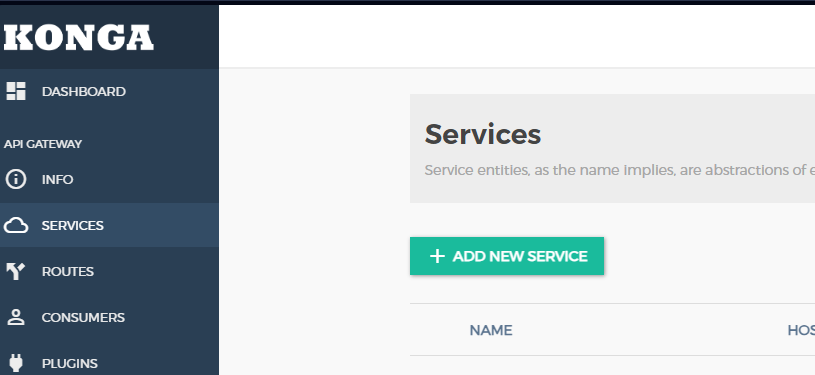 KONGA
DASHBOARD
API GATEWAY
INFO
SERVICES
ROUTES
CONSUMERS
PLUGINS
Services
Service entities, as the name implies, are abstractions of
ADD NEW SERVICE
NAME